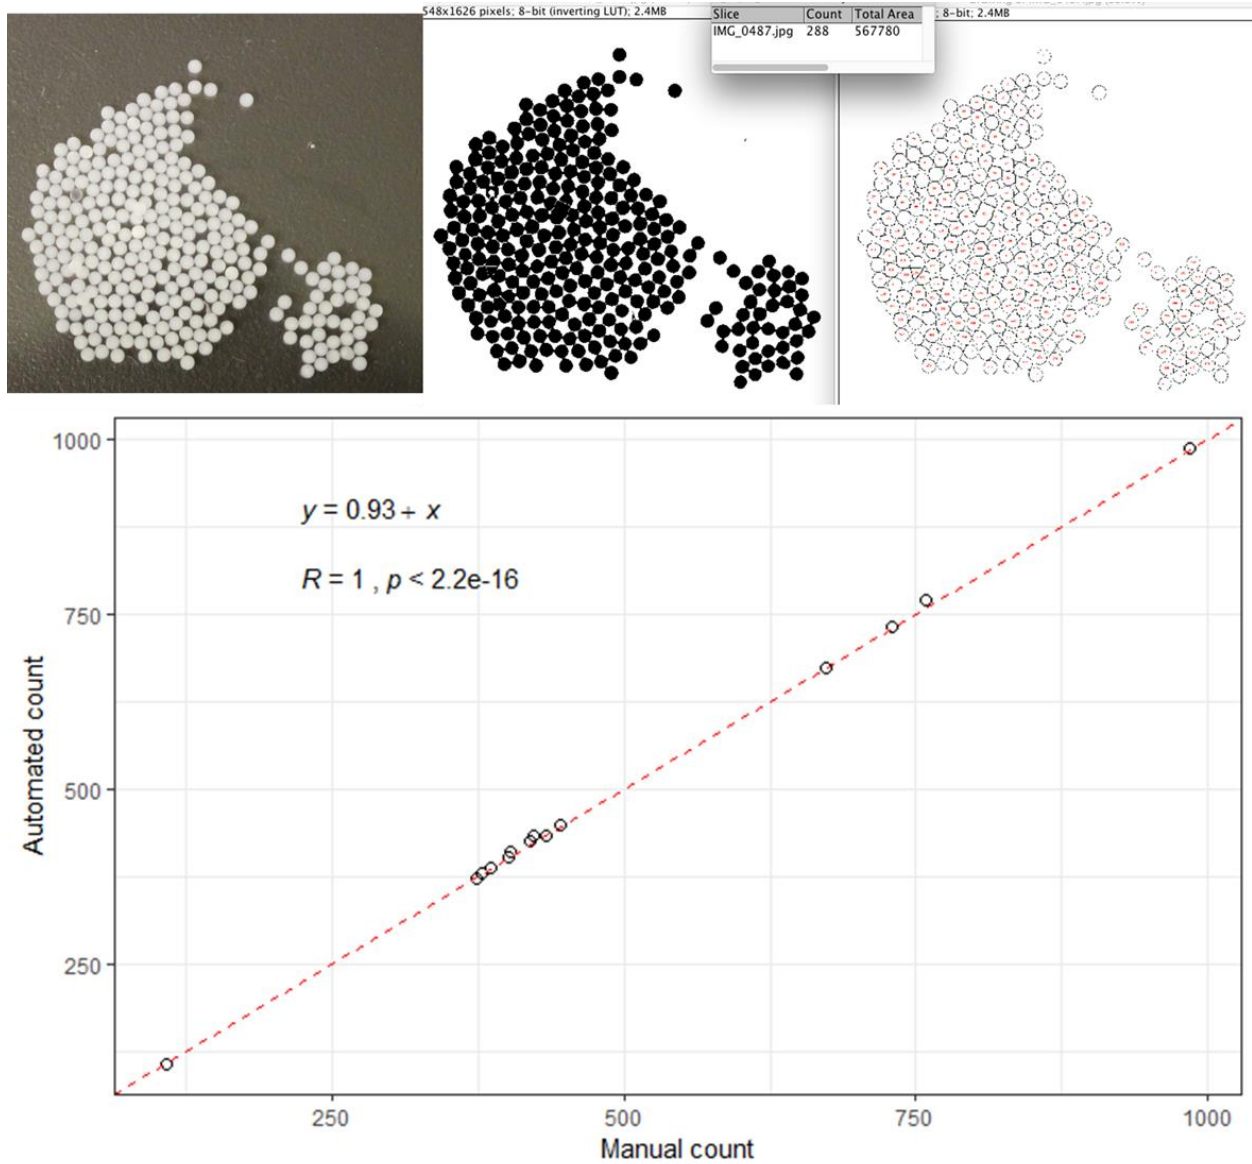 548x1626 pixels; 8-bit (inverting LUT); 2.4MB
Slice Count Total Area
IMG_0487.jpg 288 567780
; 8-bit; 2.4MB
y = 0.93 + x
R = 1 , p < 2.2e-16
1000
750
500
250
Automated count
250 500 750 1000
Manual count